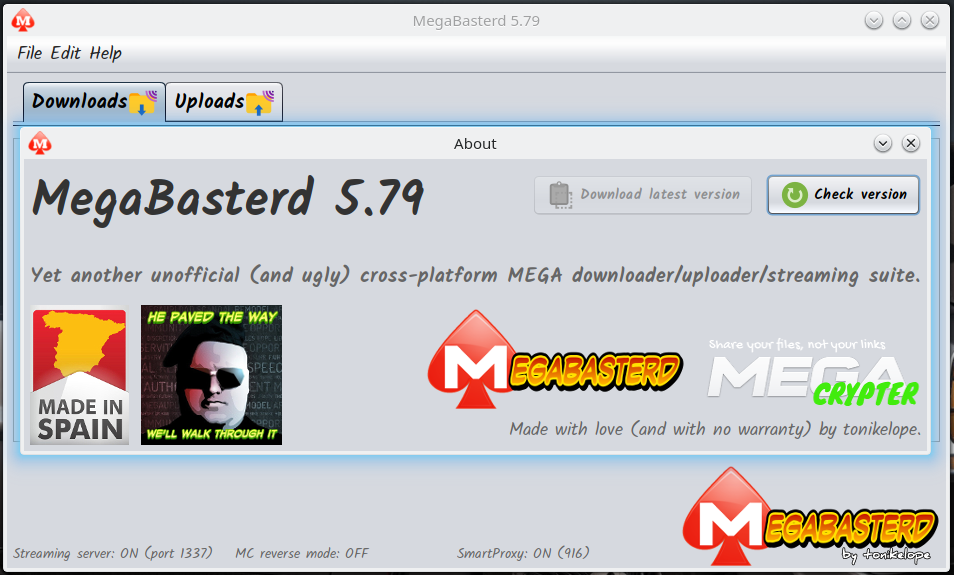 MegaBasterd 5.79
File Edit Help
Downloads
Uploads
About
MegaBasterd 5.79
Download latest version
Check version
Yet another unofficial (and ugly) cross-platform MEGA downloader/uploader/streaming suite.
MADE IN
SPAIN
HE PAVED THE WAY
WE'LL WALK THROUGH IT
MEGABASTERD
Share your files, not your links
MEGA
CRYPTER
Made with love (and with no warranty) by tonikelope.
MEGABASTERD
by tonikelope
Streaming server: ON (port 1337)
MC reverse mode: OFF
SmartProxy: ON (916)